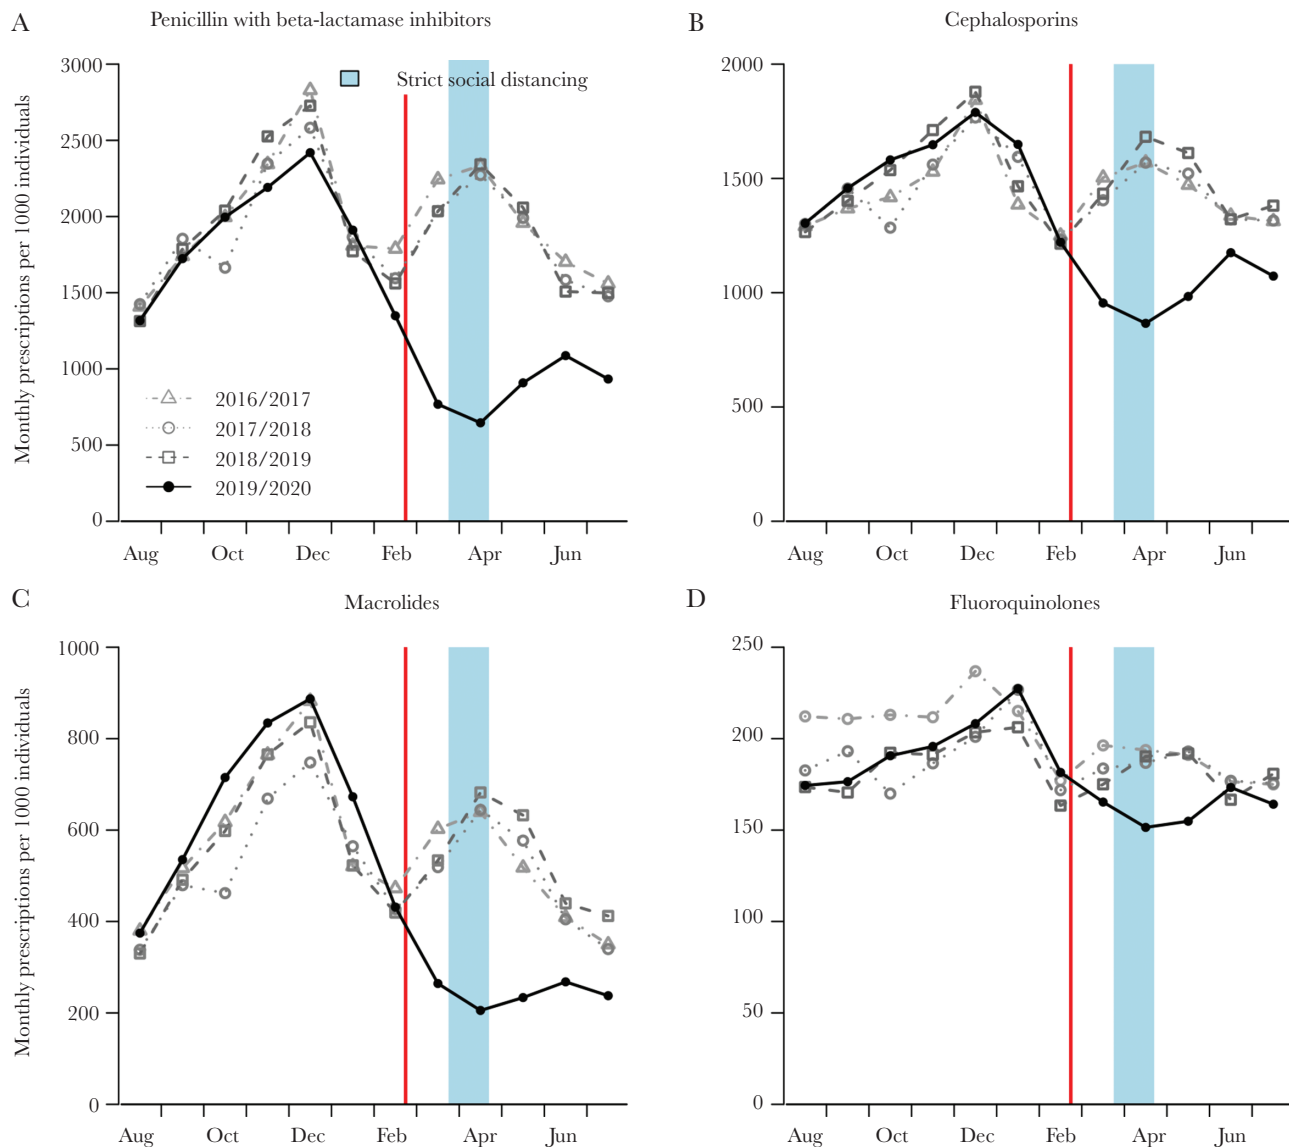 A
Penicillin with beta-lactamase inhibitors
Monthly prescriptions per 1000 individuals
3000
2500
2000
1500
1000
500
0
Strict social distancing
2016/2017
2017/2018
2018/2019
2019/2020
Aug Oct Dec Feb Apr Jun
B
Cephalosporins
2000
1500
1000
500
0
Aug Oct Dec Feb Apr Jun
C
Macrolides
Monthly prescriptions per 1000 individuals
1000
800
600
400
200
0
Aug Oct Dec Feb Apr Jun
D
Fluoroquinolones
250
200
150
100
50
0
Aug Oct Dec Feb Apr Jun